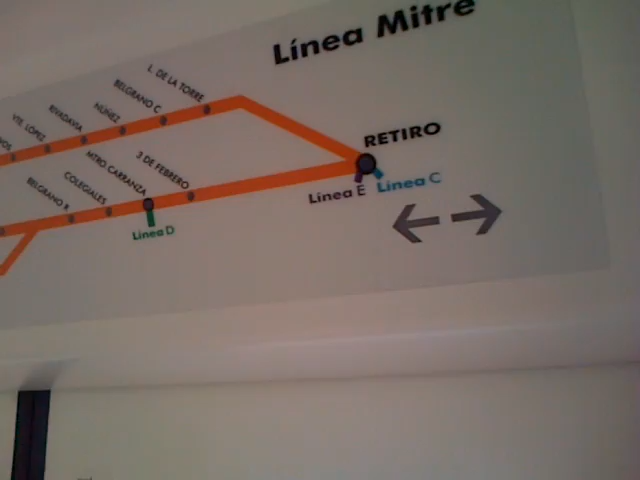 Línea Mitre
L. DE LA TORRE
BELGRANO C
NUÑEZ
RIVADAVIA
VTE. LOPEZ
RETIRO
3 DE FEBRERO
MTRO. CARRANZA
COLEGIALES
BELGRANO R
Línea E
Línea C
Línea D